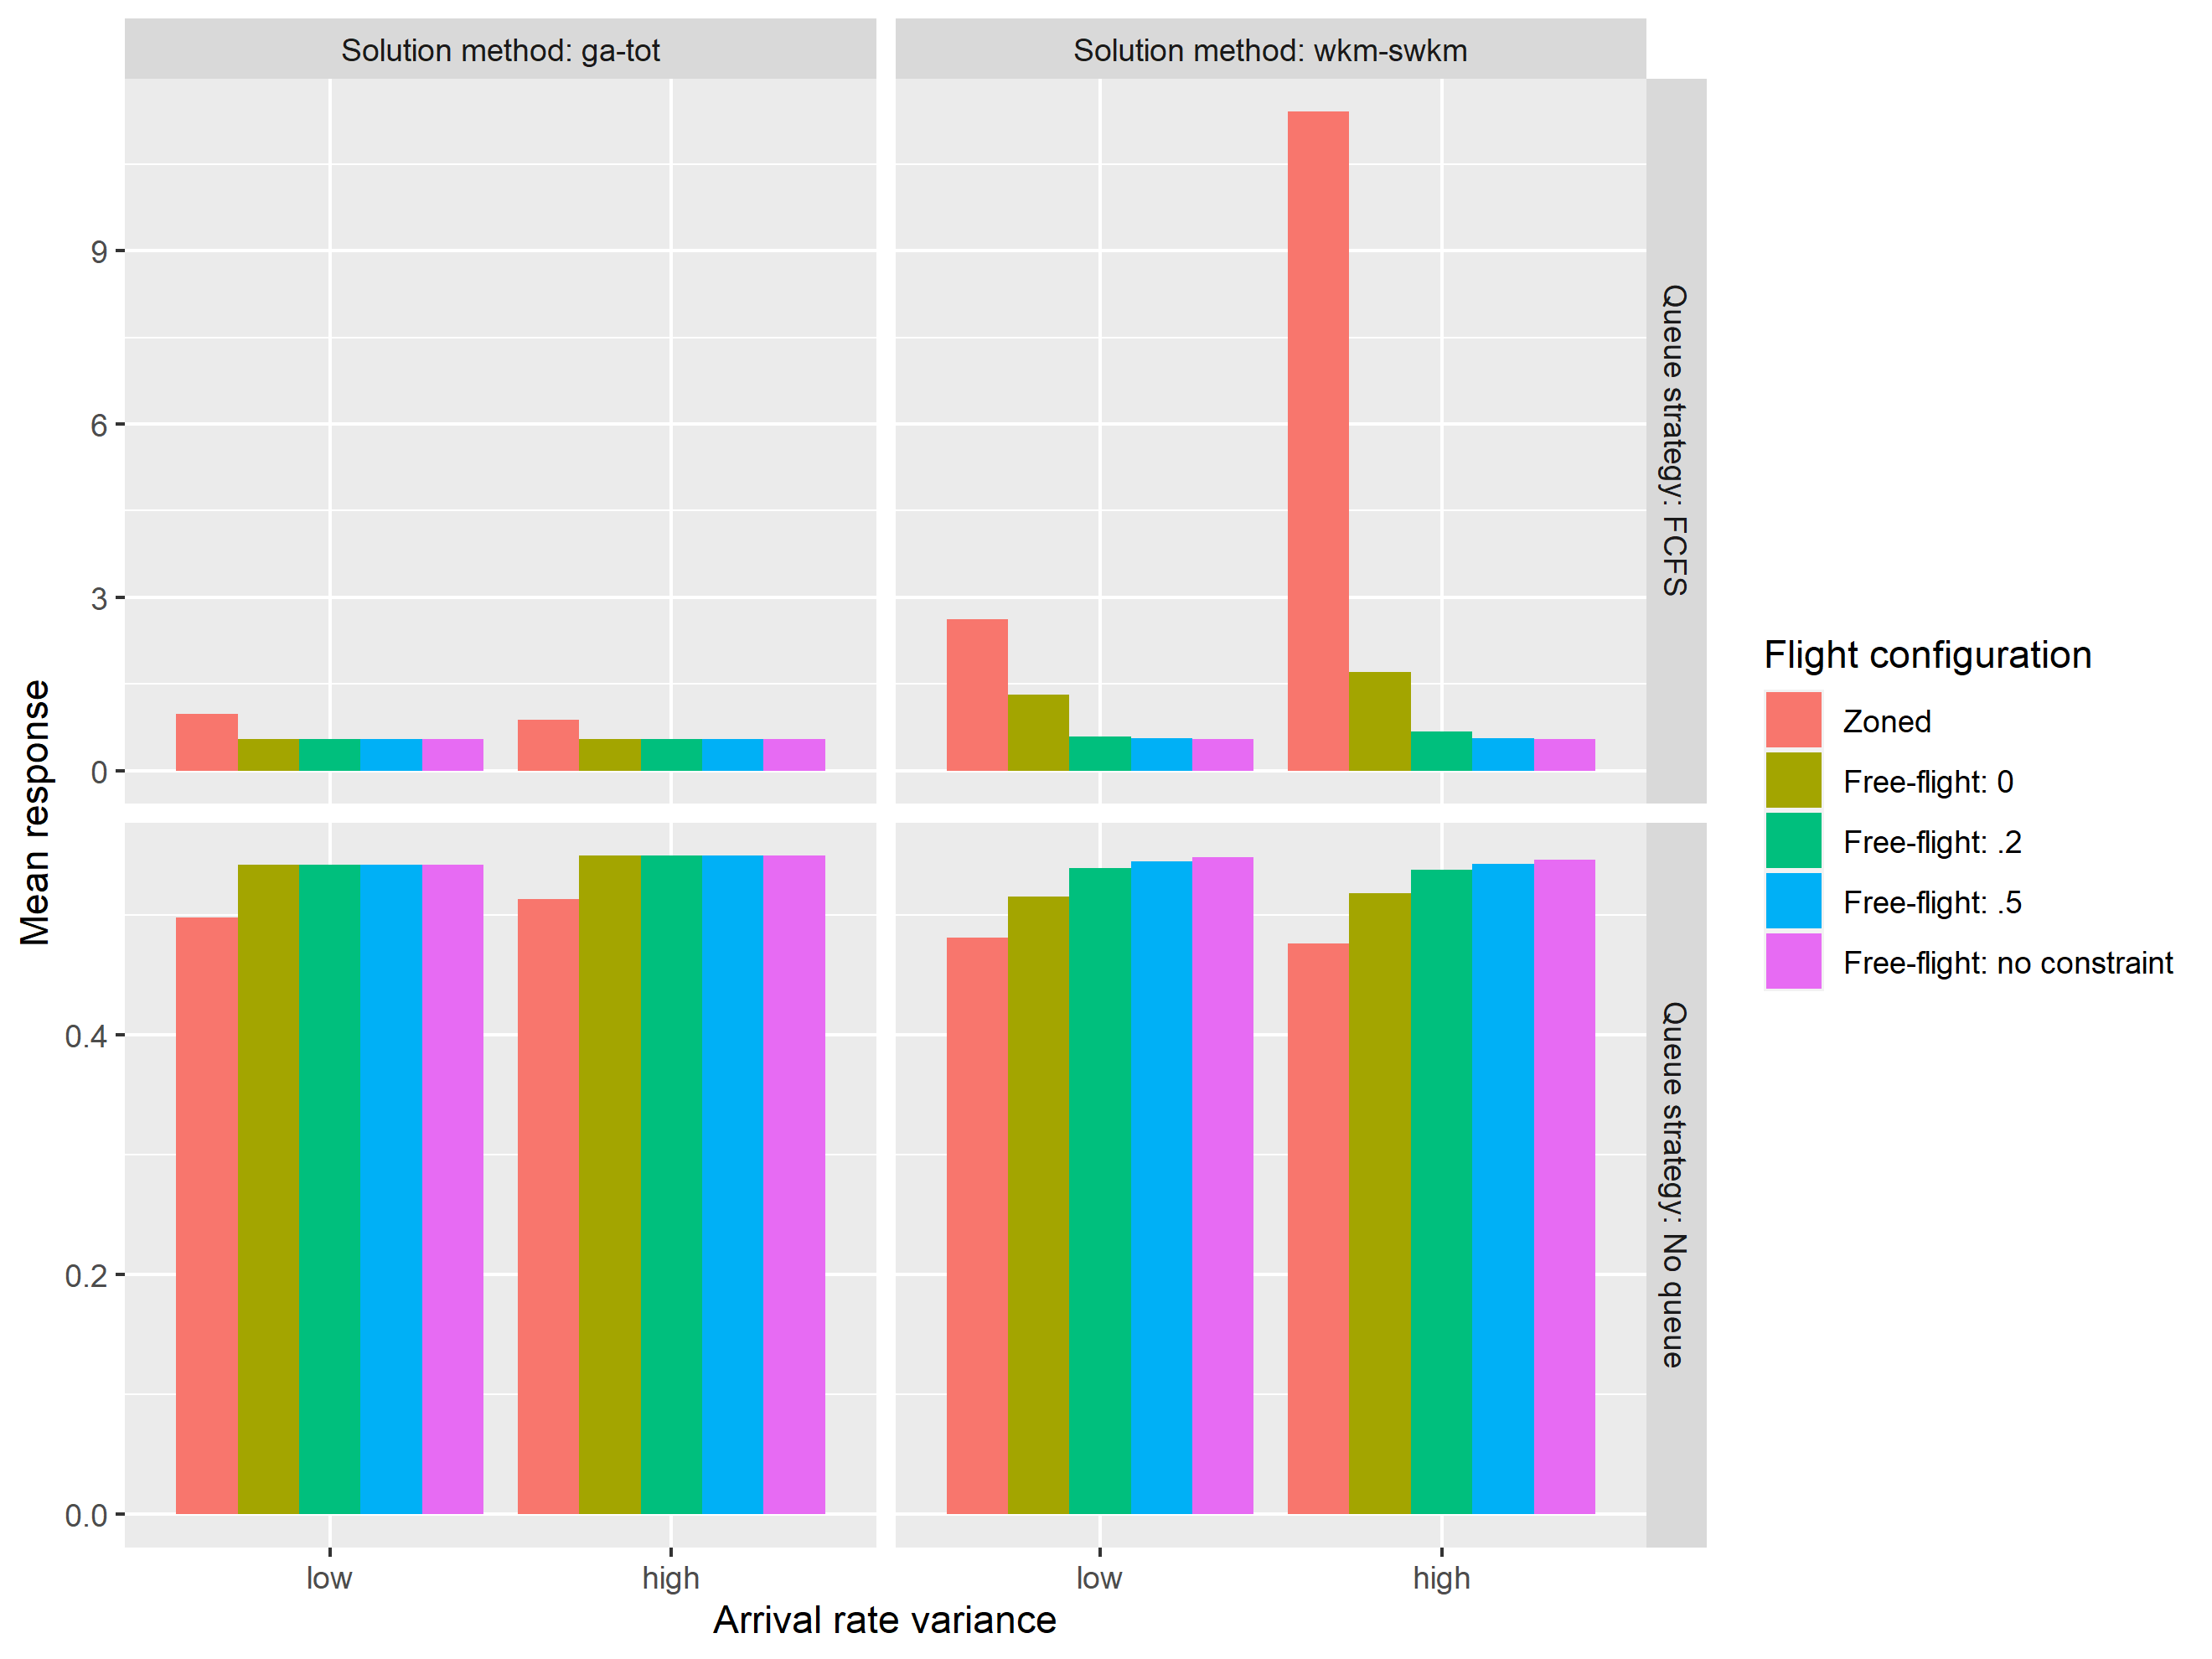 Solution method: ga-tot
Solution method: wkm-swkm
Mean response
9
6
3
0
Queue strategy: FCFS
0.4
0.2
0.0
Queue strategy: No queue
low
high
low
high
Arrival rate variance
Flight configuration
Zoned
Free-flight: 0
Free-flight: .2
Free-flight: .5
Free-flight: no constraint